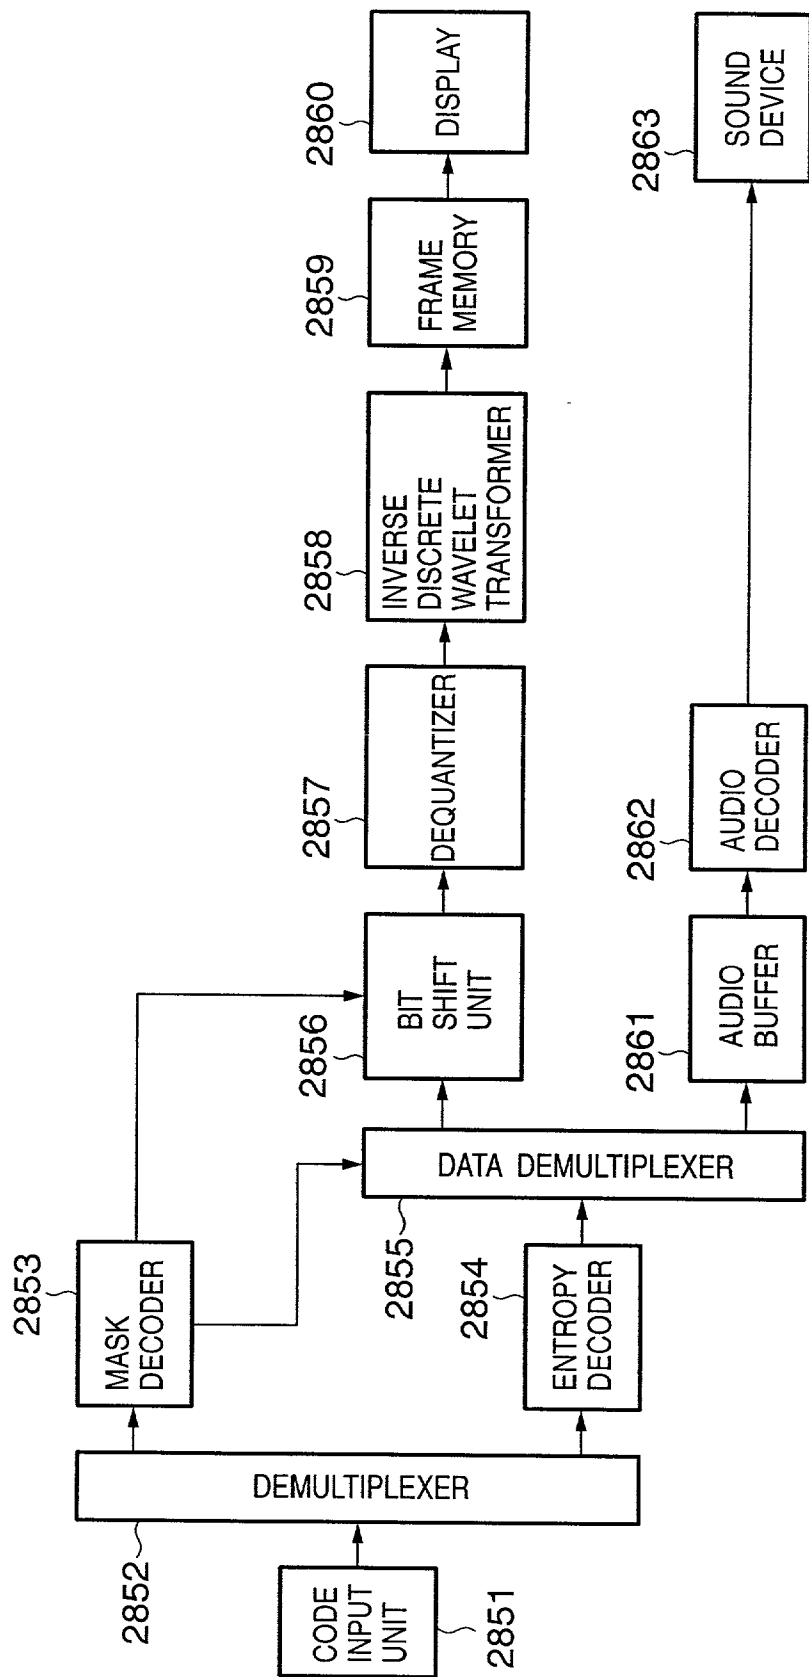 2851
CODE
INPUT
UNIT
2852
DEMULTIPLEXER
2853
MASK
DECODER
2854
ENTROPY
DECODER
2855
DATA DEMULTIPLEXER
2856
BIT
SHIFT
UNIT
2857
DEQUANTIZER
2858
INVERSE
DISCRETE
WAVELET
TRANSFORMER
2859
FRAME
MEMORY
2860
DISPLAY
2861
AUDIO
BUFFER
2862
AUDIO
DECODER
2863
SOUND
DEVICE